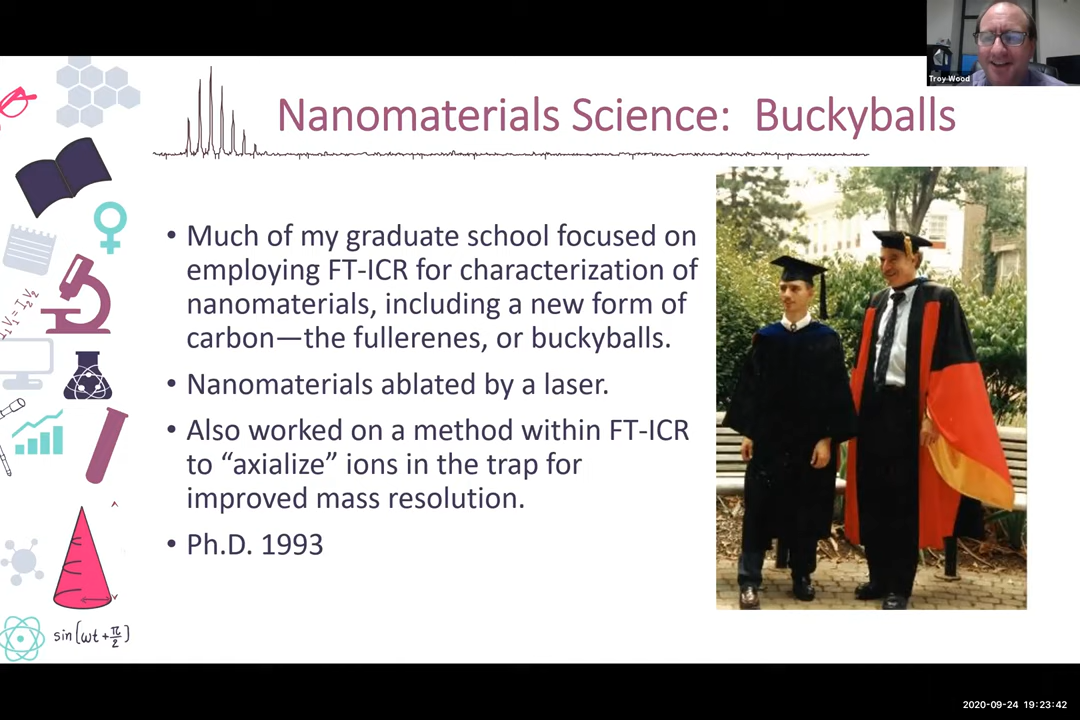 Troy Wood
Nanomaterials Science:  Buckyballs
• Much of my graduate school focused on
employing FT-ICR for characterization of
nanomaterials, including a new form of
carbon—the fullerenes, or buckyballs.
• Nanomaterials ablated by a laser.
• Also worked on a method within FT-ICR
to “axialize” ions in the trap for
improved mass resolution.
• Ph.D. 1993
sin(ωt+π/2)
2020-09-24 19:23:42